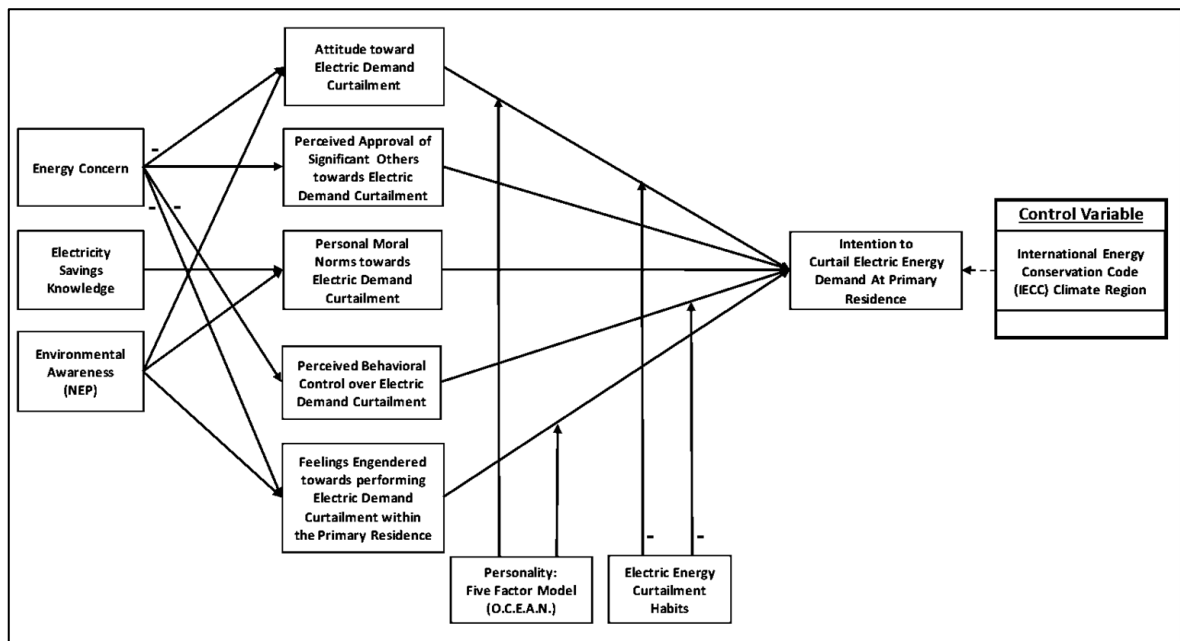 Attitude toward
Electric Demand
Curtailment
Energy Concern
-
- -
Perceived Approval of
Significant Others
towards Electric
Demand Curtailment
Electricity
Savings
Knowledge
Personal Moral
Norms towards
Electric Demand
Curtailment
Environmental
Awareness
(NEP)
Perceived Behavioral
Control over Electric
Demand Curtailment
Feelings Engendered
towards performing
Electric Demand
Curtailment within
the Primary Residence
Personality:
Five Factor Model
(O.C.E.A.N.)
- -
Electric Energy
Curtailment
Habits
Intention to
Curtail Electric Energy
Demand At Primary
Residence
Control Variable
International Energy
Conservation Code
(IECC) Climate Region